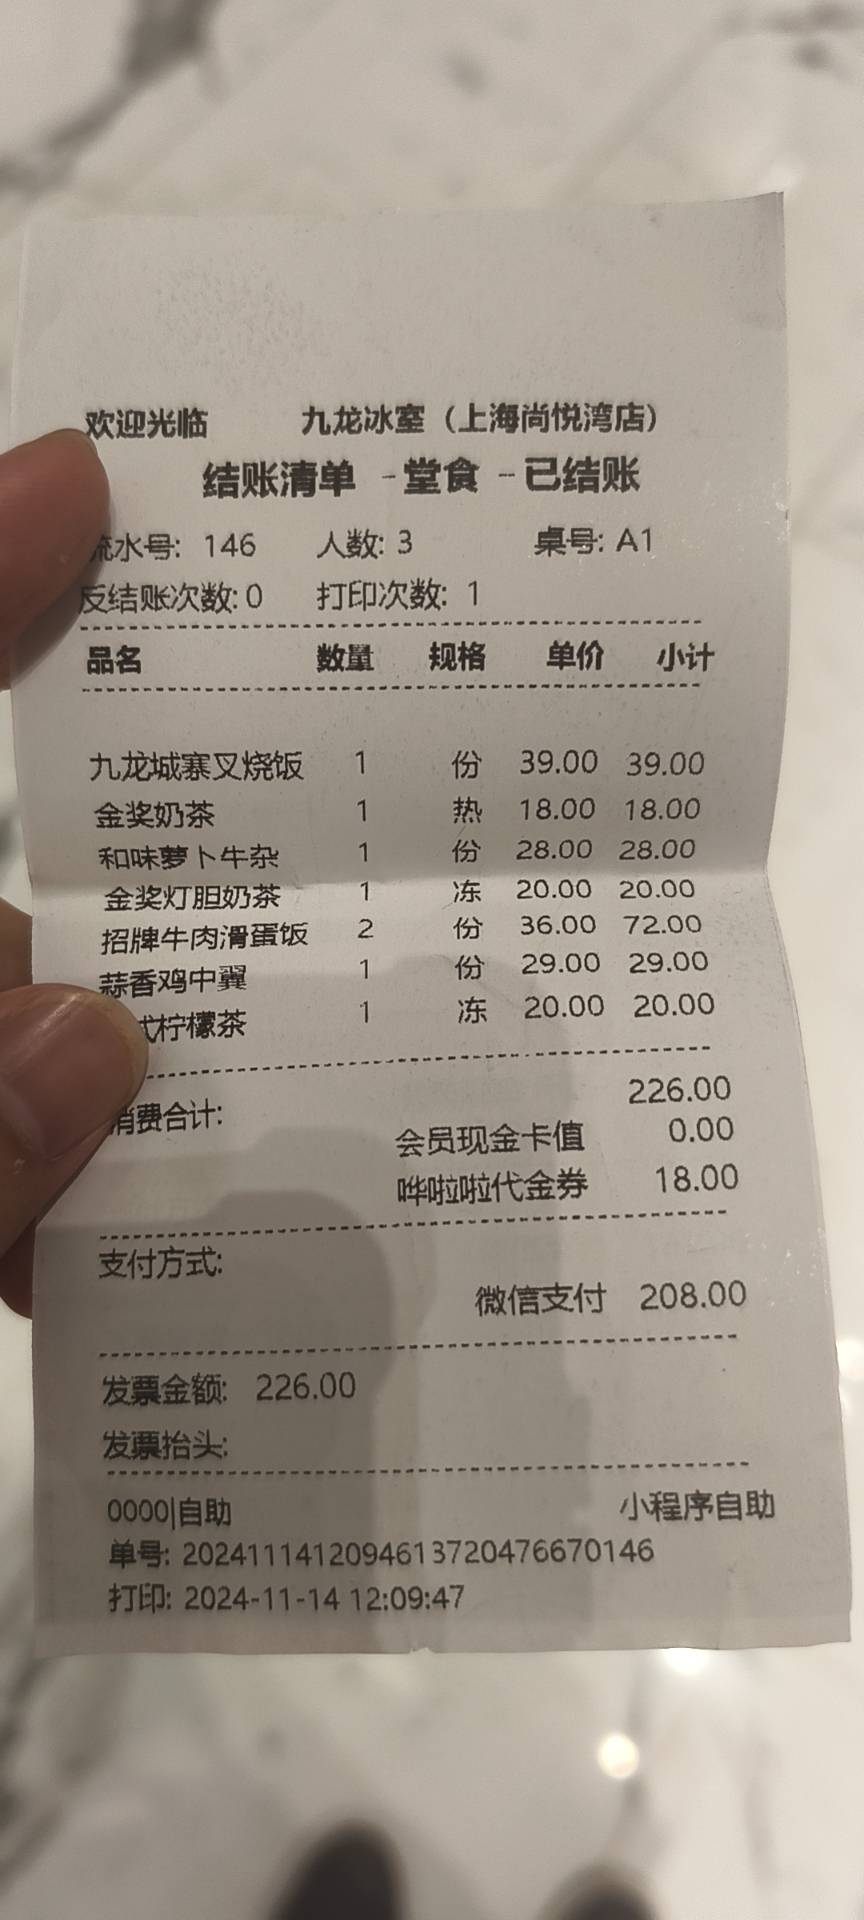 欢迎光临 九龙冰室（上海尚悦湾店）
结账清单 -堂食 -已结账
流水号: 146 人数: 3 桌号: A1
反结账次数: 0 打印次数: 1
品名 数量 规格 单价 小计
九龙城寨叉烧饭 1 份 39.00 39.00
金奖奶茶 1 热 18.00 18.00
和味萝卜牛杂 1 份 28.00 28.00
金奖灯胆奶茶 1 冻 20.00 20.00
招牌牛肉滑蛋饭 2 份 36.00 72.00
蒜香鸡中翼 1 份 29.00 29.00
式柠檬茶 1 冻 20.00 20.00
消费合计: 226.00
会员现金卡值 0.00
哗啦啦代金券 18.00
支付方式:
微信支付 208.00
发票金额: 226.00
发票抬头:
0000|自助 小程序自助
单号: 2024111412094613720476670146
打印: 2024-11-14 12:09:47